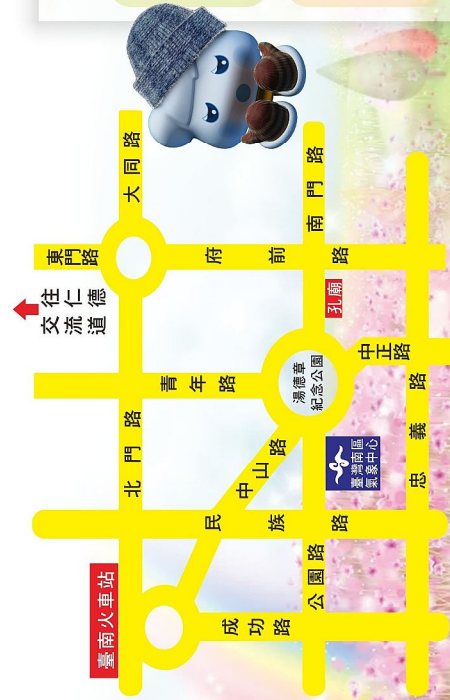 臺南火車站
成功路
公園路
民族路
中山路
北門路
臺灣南區
氣象中心
忠義路
湯德章
紀念公園
中正路
青年路
孔廟
往仁德
交流道
東門路
府前路
南門路
大同路